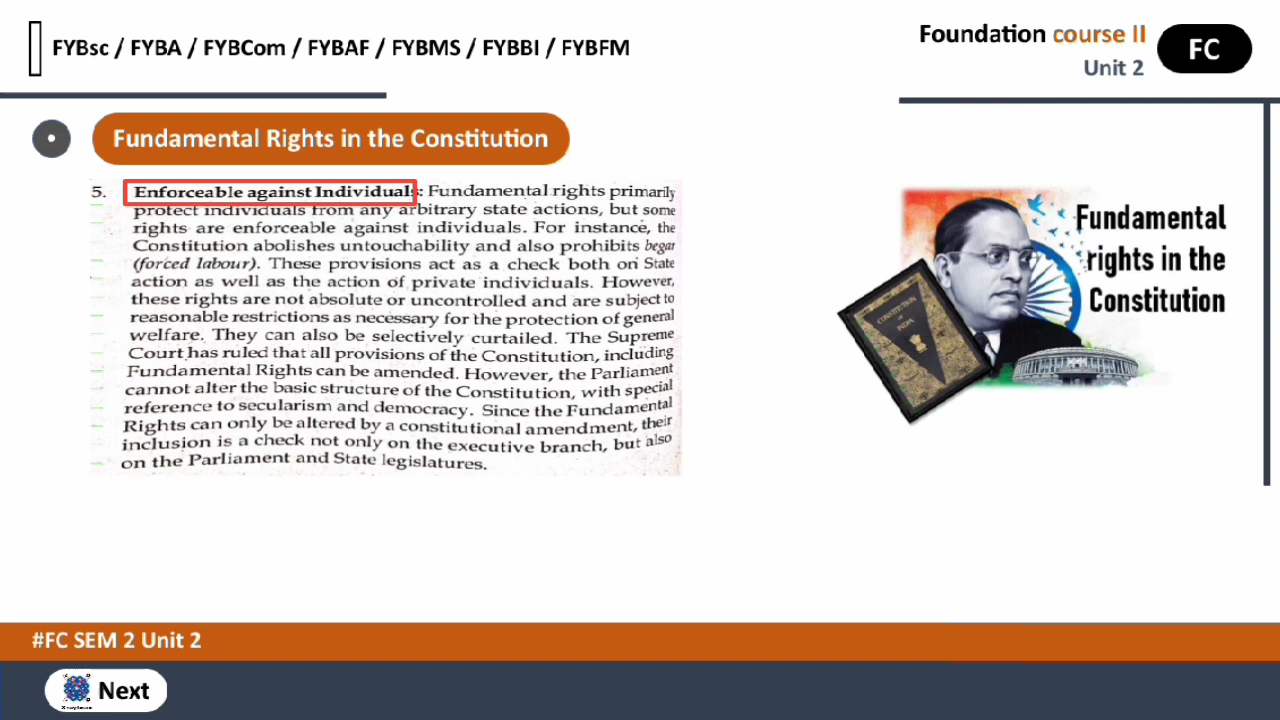 FYBsc / FYBA / FYBCom / FYBAF / FYBMS / FYBBI / FYBFM
Foundation course II
Unit 2
FC
Fundamental Rights in the Constitution
5. Enforceable against Individuals: Fundamental rights primarily
protect individuals from any arbitrary state actions, but some
rights are enforceable against individuals. For instance, the
Constitution abolishes untouchability and also prohibits begar
(forced labour). These provisions act as a check both on State
action as well as the action of private individuals. However,
these rights are not absolute or uncontrolled and are subject to
reasonable restrictions as necessary for the protection of general
welfare. They can also be selectively curtailed. The Supreme
Court has ruled that all provisions of the Constitution, including
Fundamental Rights can be amended. However, the Parliament
cannot alter the basic structure of the Constitution, with special
reference to secularism and democracy. Since the Fundamental
Rights can only be altered by a constitutional amendment, their
inclusion is a check not only on the executive branch, but also
on the Parliament and State legislatures.
Fundamental
rights in the
Constitution
CONSTITUTION
OF
INDIA
#FC SEM 2 Unit 2
Next